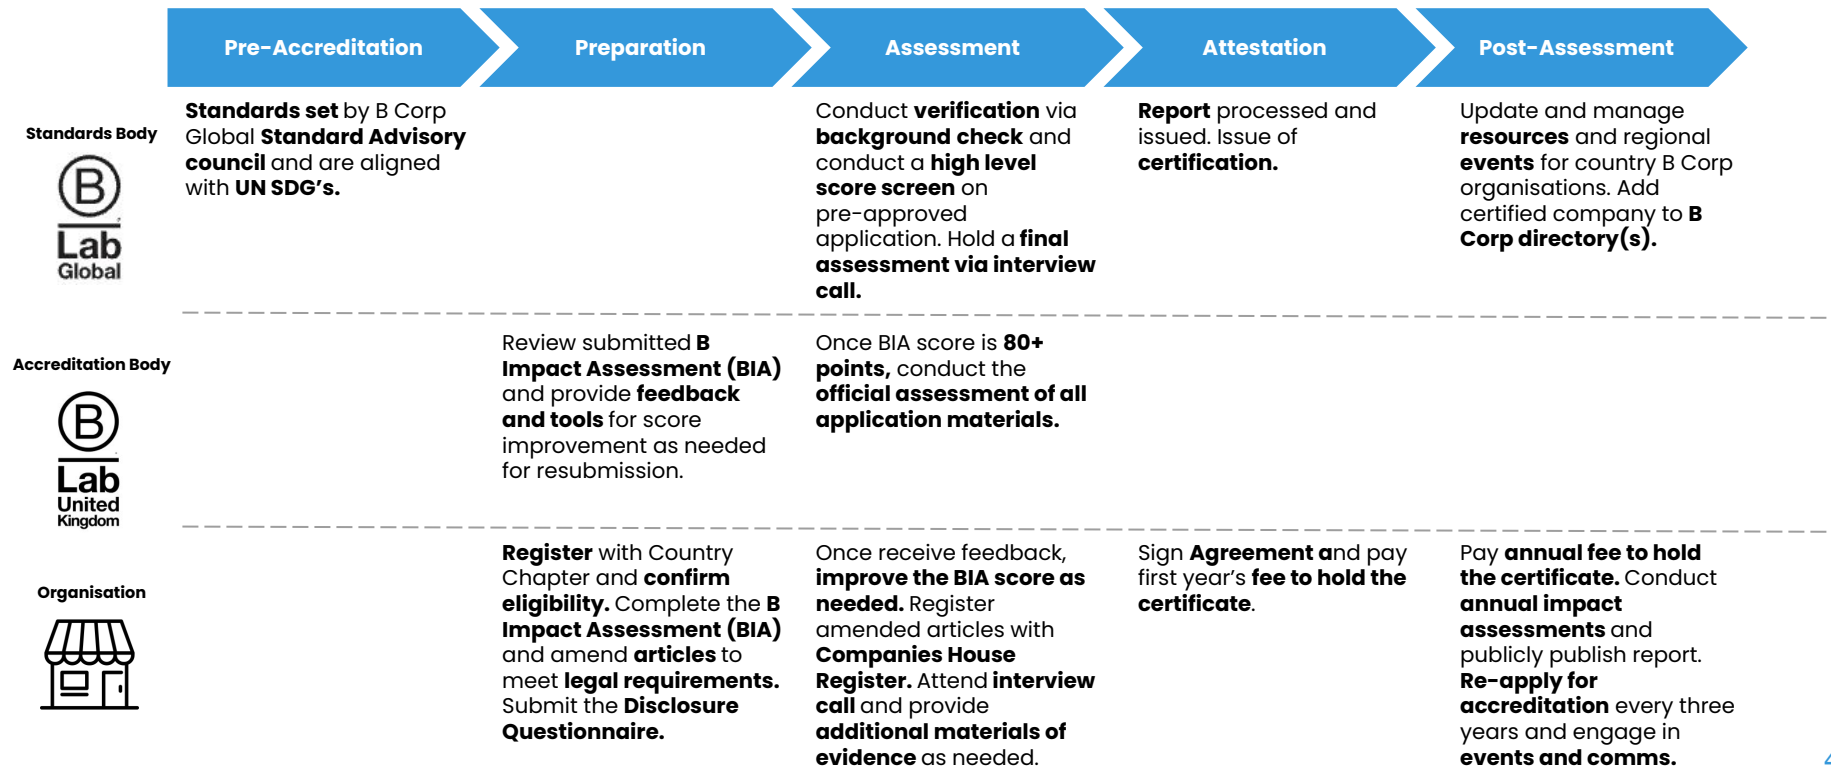 Pre-Accreditation
Preparation
Assessment
Attestation
Post-Assessment
Standards Body
B
Lab
Global
Standards set by B Corp
Global Standard Advisory
council and are aligned
with UN SDG's.
Conduct verification via
background check and
conduct a high level
score screen on
pre-approved
application. Hold a final
assessment via interview
call.
Report processed and
issued. Issue of
certification.
Update and manage
resources and regional
events for country B Corp
organisations. Add
certified company to B
Corp directory(s).
Accreditation Body
B
Lab
United
Kingdom
Review submitted B
Impact Assessment (BIA)
and provide feedback
and tools for score
improvement as needed
for resubmission.
Once BIA score is 80+
points, conduct the
official assessment of all
application materials.
Organisation
Register with Country
Chapter and confirm
eligibility. Complete the B
Impact Assessment (BIA)
and amend articles to
meet legal requirements.
Submit the Disclosure
Questionnaire.
Once receive feedback,
improve the BIA score as
needed. Register
amended articles with
Companies House
Register. Attend interview
call and provide
additional materials of
evidence as needed.
Sign Agreement and pay
first year's fee to hold the
certificate.
Pay annual fee to hold
the certificate. Conduct
annual impact
assessments and
publicly publish report.
Re-apply for
accreditation every three
years and engage in
events and comms.